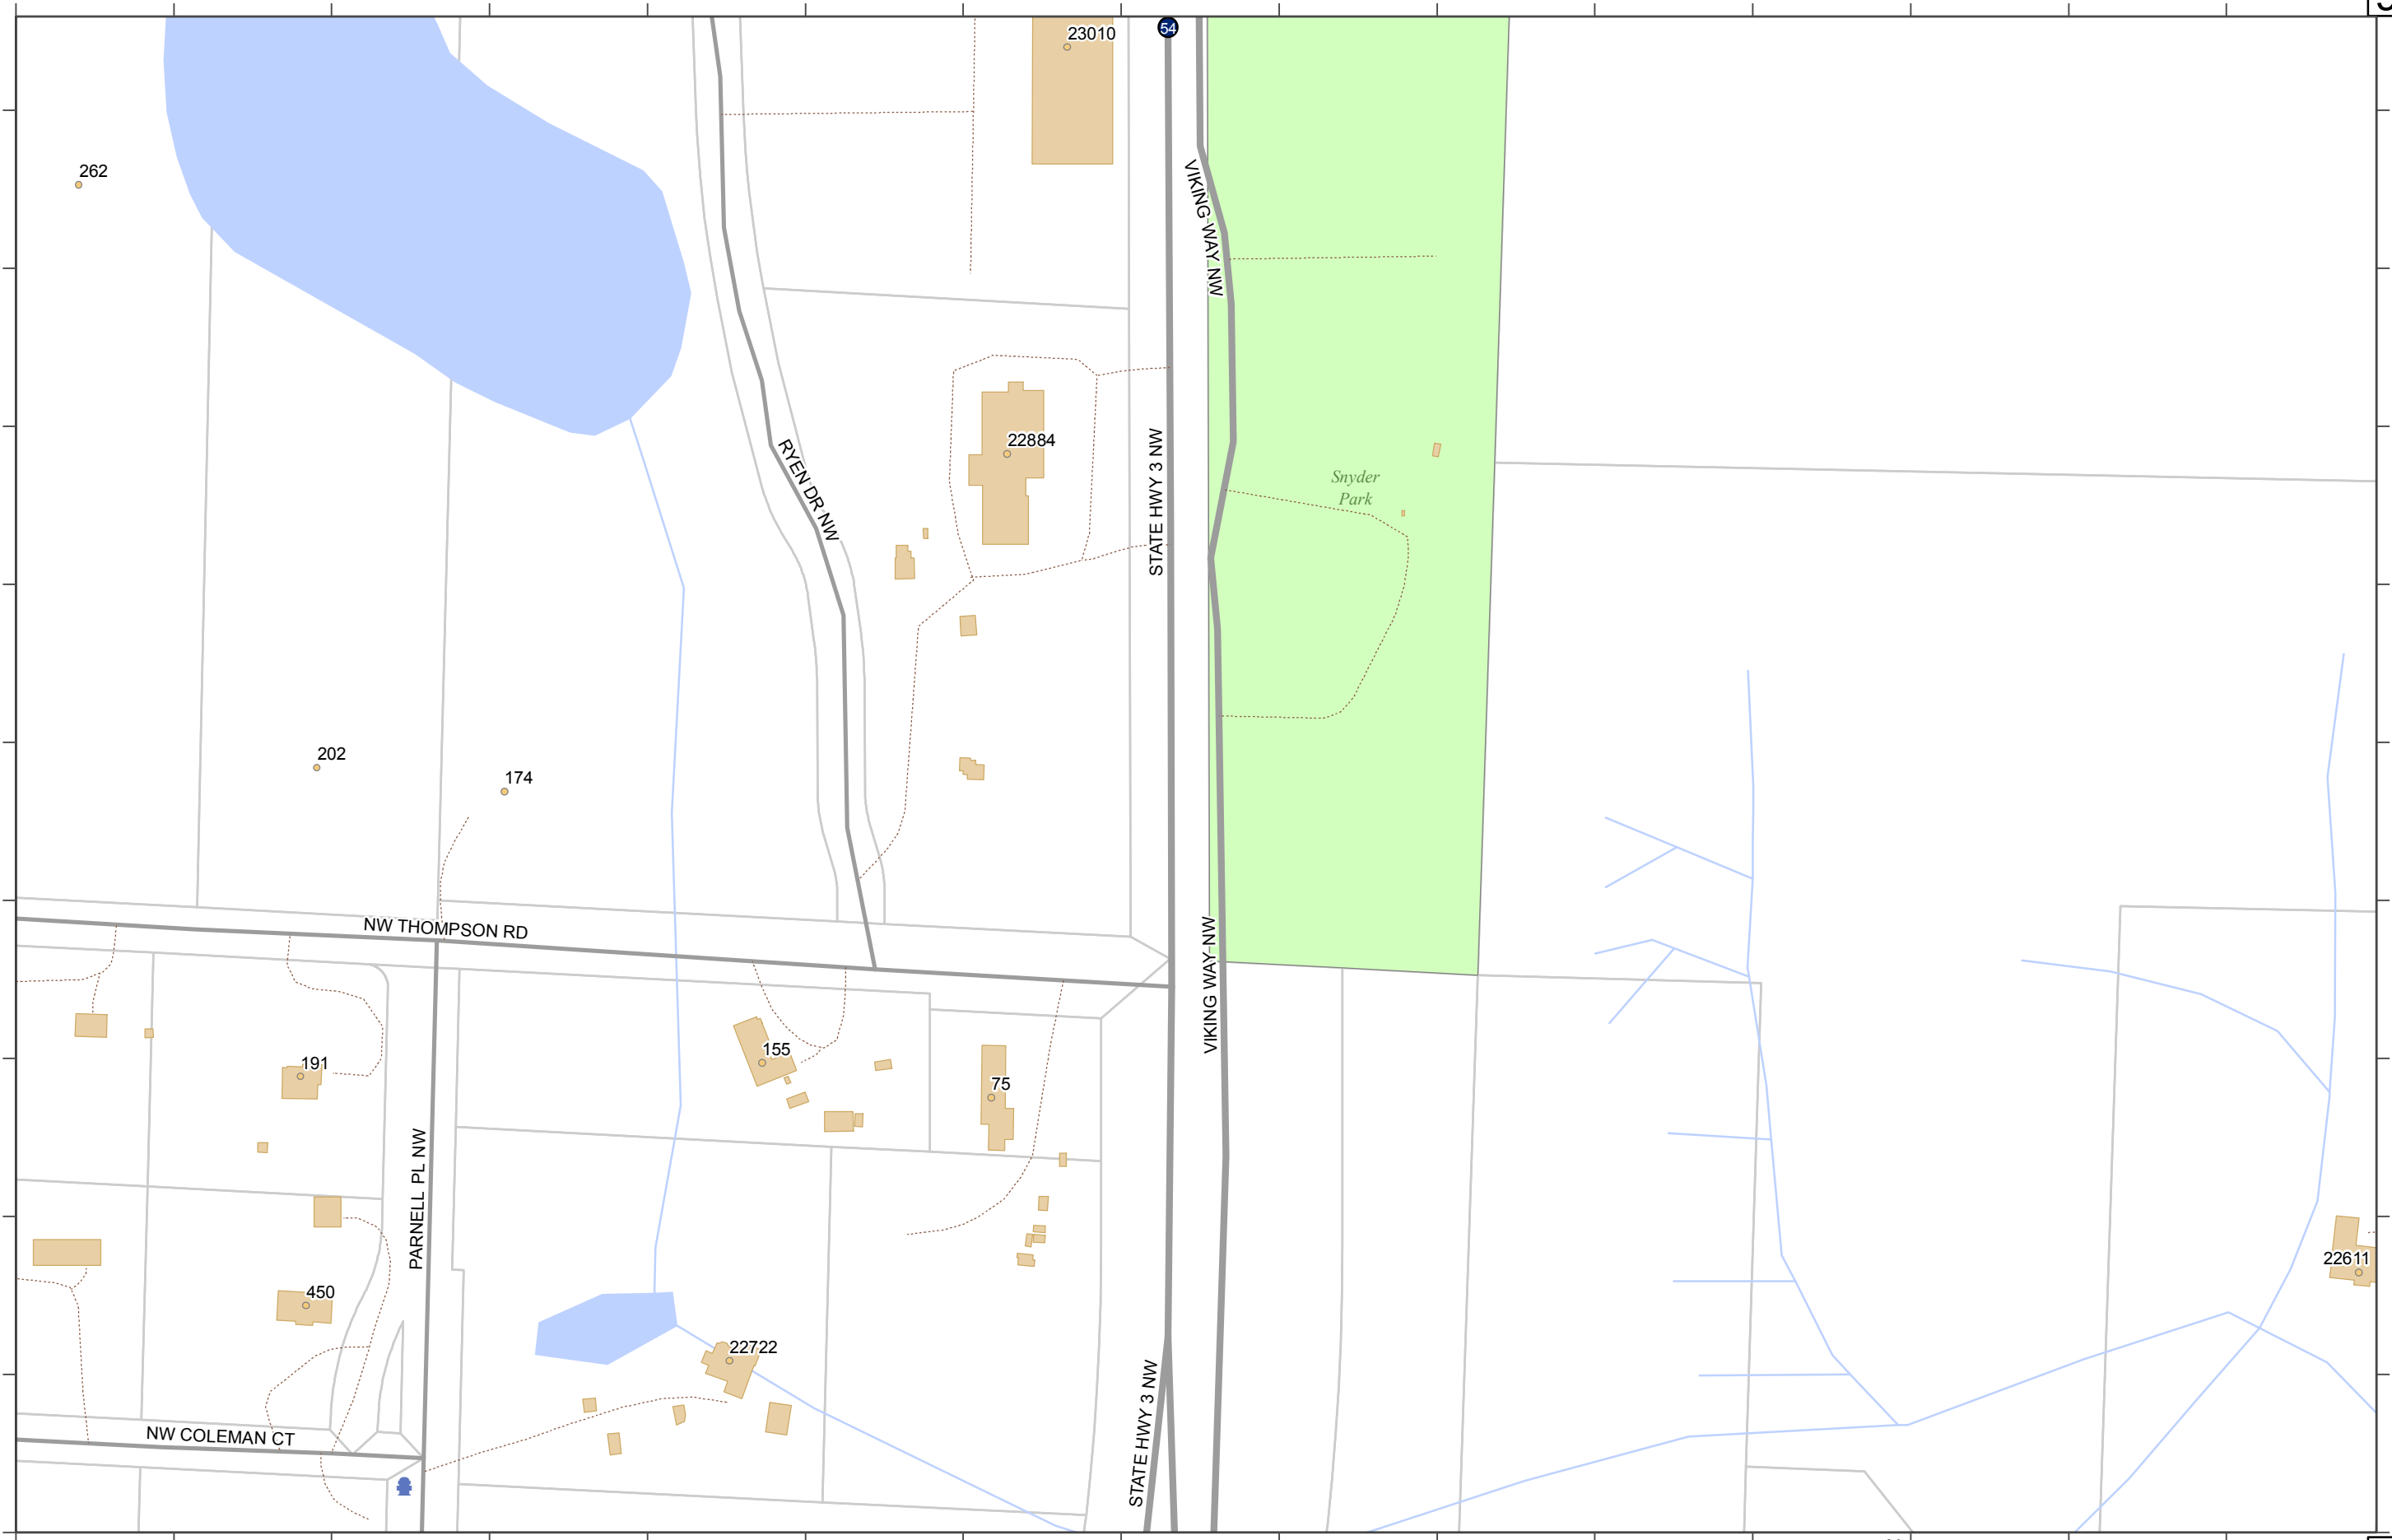 54
23010
262
VIKING WAY NW
22884
RYEN DR NW
STATE HWY 3 NW
Snyder
Park
202
174
NW THOMPSON RD
VIKING WAY NW
155
191
75
PARNELL PL NW
22611
450
22722
STATE HWY 3 NW
NW COLEMAN CT